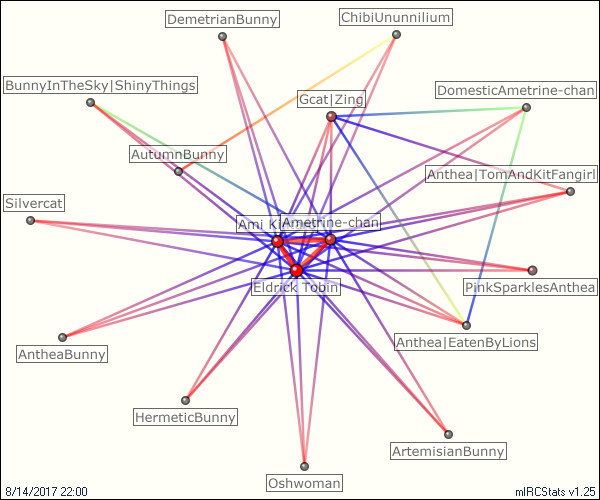 DemetrianBunny
ChibiUnunnilium
BunnyInTheSky|ShinyThings
Gcat|Zing
DomesticAmetrine-chan
AutumnBunny
Anthea|TomAndKitFangirl
Silvercat
Ami
Ametrine-chan
Eldrick Tobin
PinkSparklesAnthea
AntheaBunny
Anthea|EatenByLions
HermeticBunny
ArtemisianBunny
Oshwoman
8/14/2017 22:00
mIRCStats v1.25